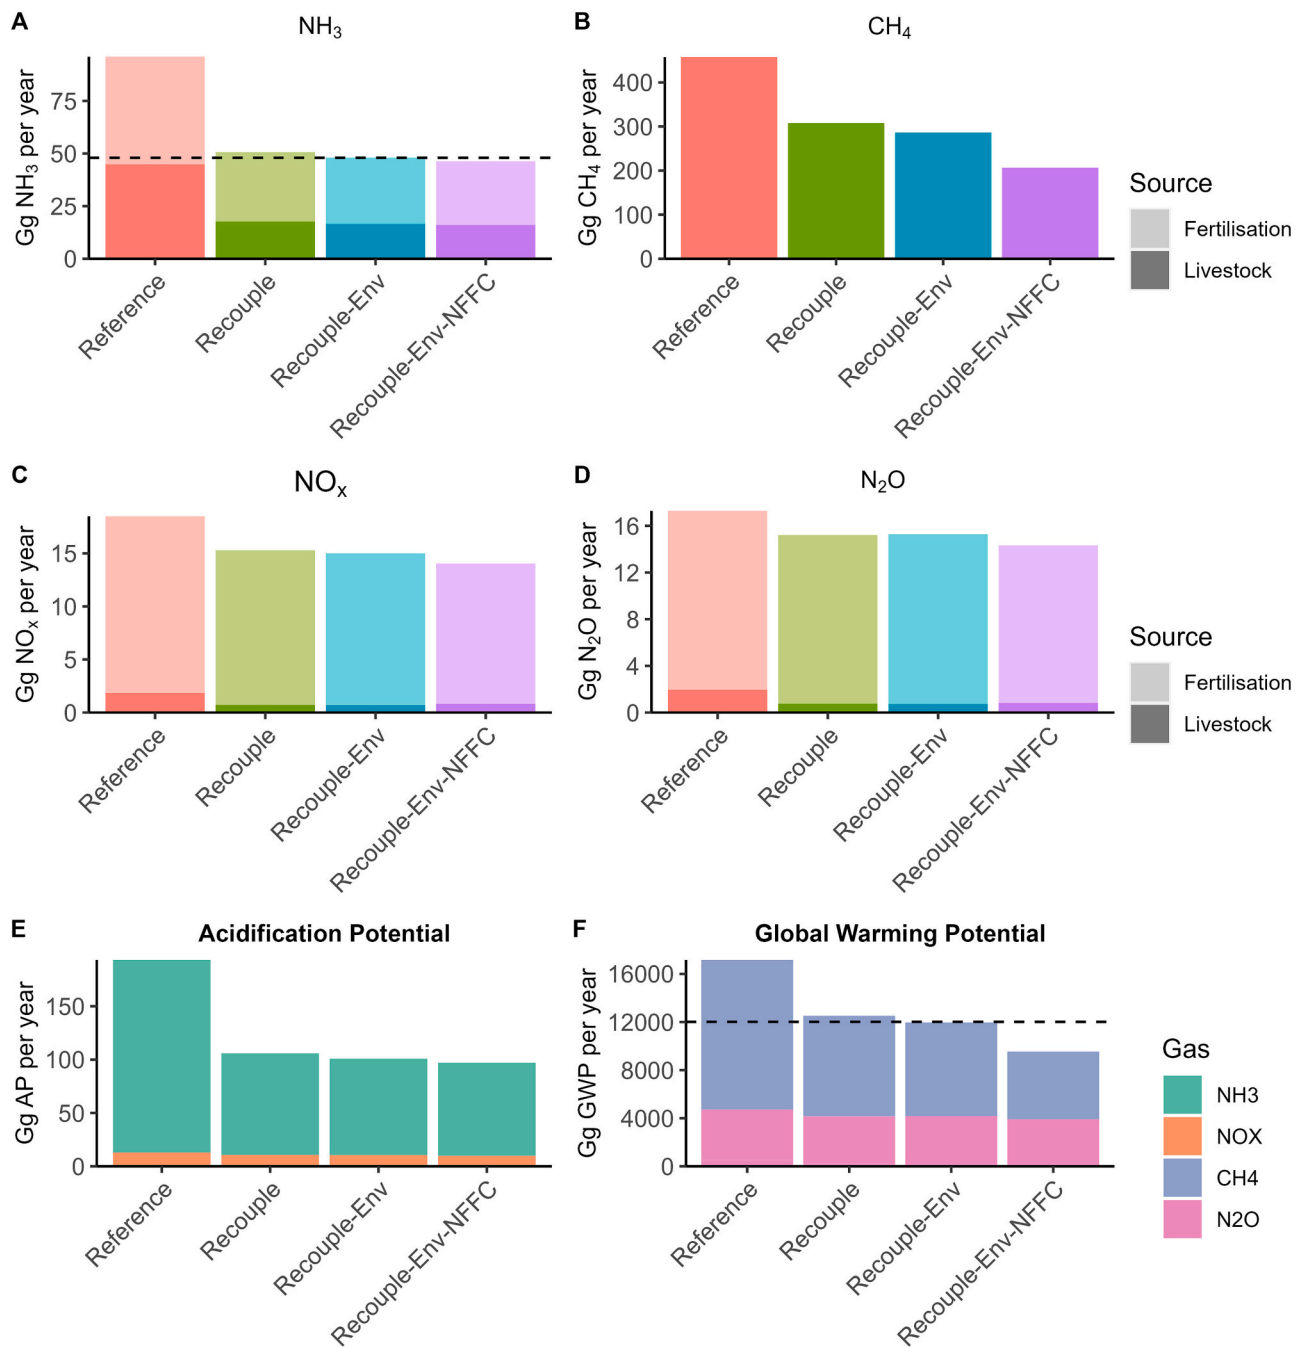 A
NH₃
Gg NH₃ per year
75
50
25
0
Reference
Recouple
Recouple-Env
Recouple-Env-NFFC
B
CH₄
Gg CH₄ per year
400
300
200
100
0
Reference
Recouple
Recouple-Env
Recouple-Env-NFFC
Source
Fertilisation
Livestock
C
NOₓ
Gg NOₓ per year
15
10
5
0
Reference
Recouple
Recouple-Env
Recouple-Env-NFFC
D
N₂O
Gg N₂O per year
16
12
8
4
0
Reference
Recouple
Recouple-Env
Recouple-Env-NFFC
Source
Fertilisation
Livestock
E
Acidification Potential
Gg AP per year
150
100
50
0
Reference
Recouple
Recouple-Env
Recouple-Env-NFFC
F
Global Warming Potential
Gg GWP per year
16000
12000
8000
4000
0
Reference
Recouple
Recouple-Env
Recouple-Env-NFFC
Gas
NH3
NOX
CH4
N2O